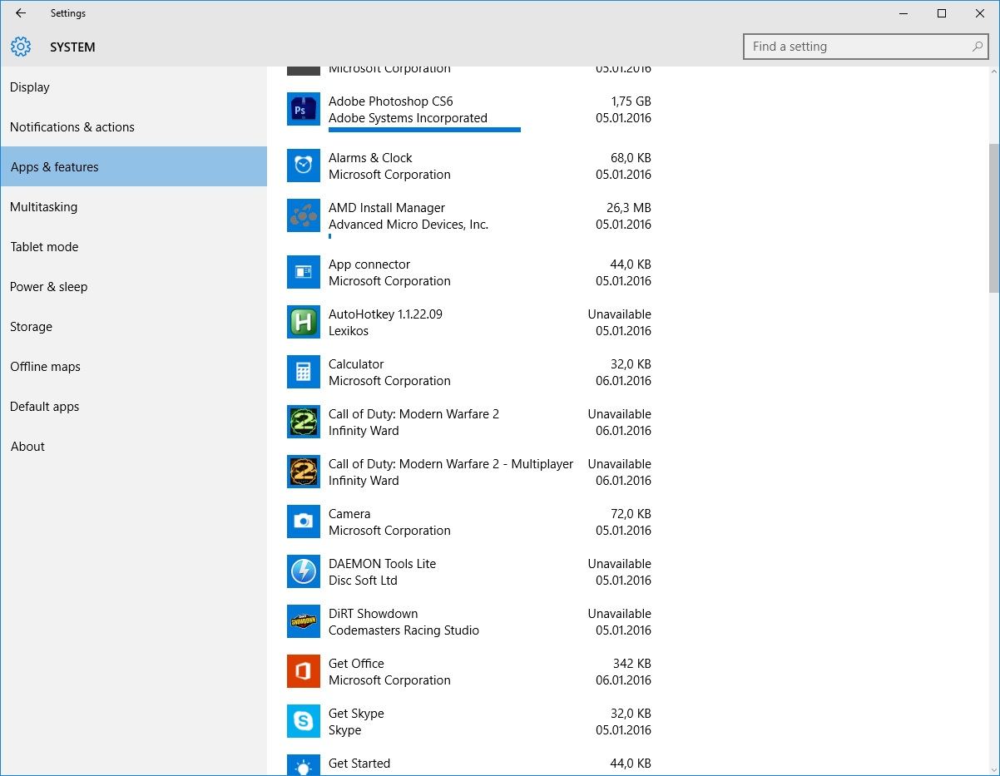 Settings
SYSTEM
Find a setting
Display
Notifications & actions
Apps & features
Multitasking
Tablet mode
Power & sleep
Storage
Offline maps
Default apps
About
Microsoft Corporation 05.01.2016
Adobe Photoshop CS6 1,75 GB
Adobe Systems Incorporated 05.01.2016
Ps
Alarms & Clock 68,0 KB
Microsoft Corporation 05.01.2016
AMD Install Manager 26,3 MB
Advanced Micro Devices, Inc. 05.01.2016
App connector 44,0 KB
Microsoft Corporation 05.01.2016
H
AutoHotkey 1.1.22.09 Unavailable
Lexikos 05.01.2016
Calculator 32,0 KB
Microsoft Corporation 06.01.2016
2
Call of Duty: Modern Warfare 2 Unavailable
Infinity Ward 06.01.2016
2
Call of Duty: Modern Warfare 2 - Multiplayer Unavailable
Infinity Ward 06.01.2016
Camera 72,0 KB
Microsoft Corporation 05.01.2016
DAEMON Tools Lite Unavailable
Disc Soft Ltd 05.01.2016
DiRT Showdown Unavailable
Codemasters Racing Studio 05.01.2016
SHOWDOWN
Get Office 342 KB
Microsoft Corporation 06.01.2016
S
Get Skype 32,0 KB
Skype 05.01.2016
Get Started 44,0 KB